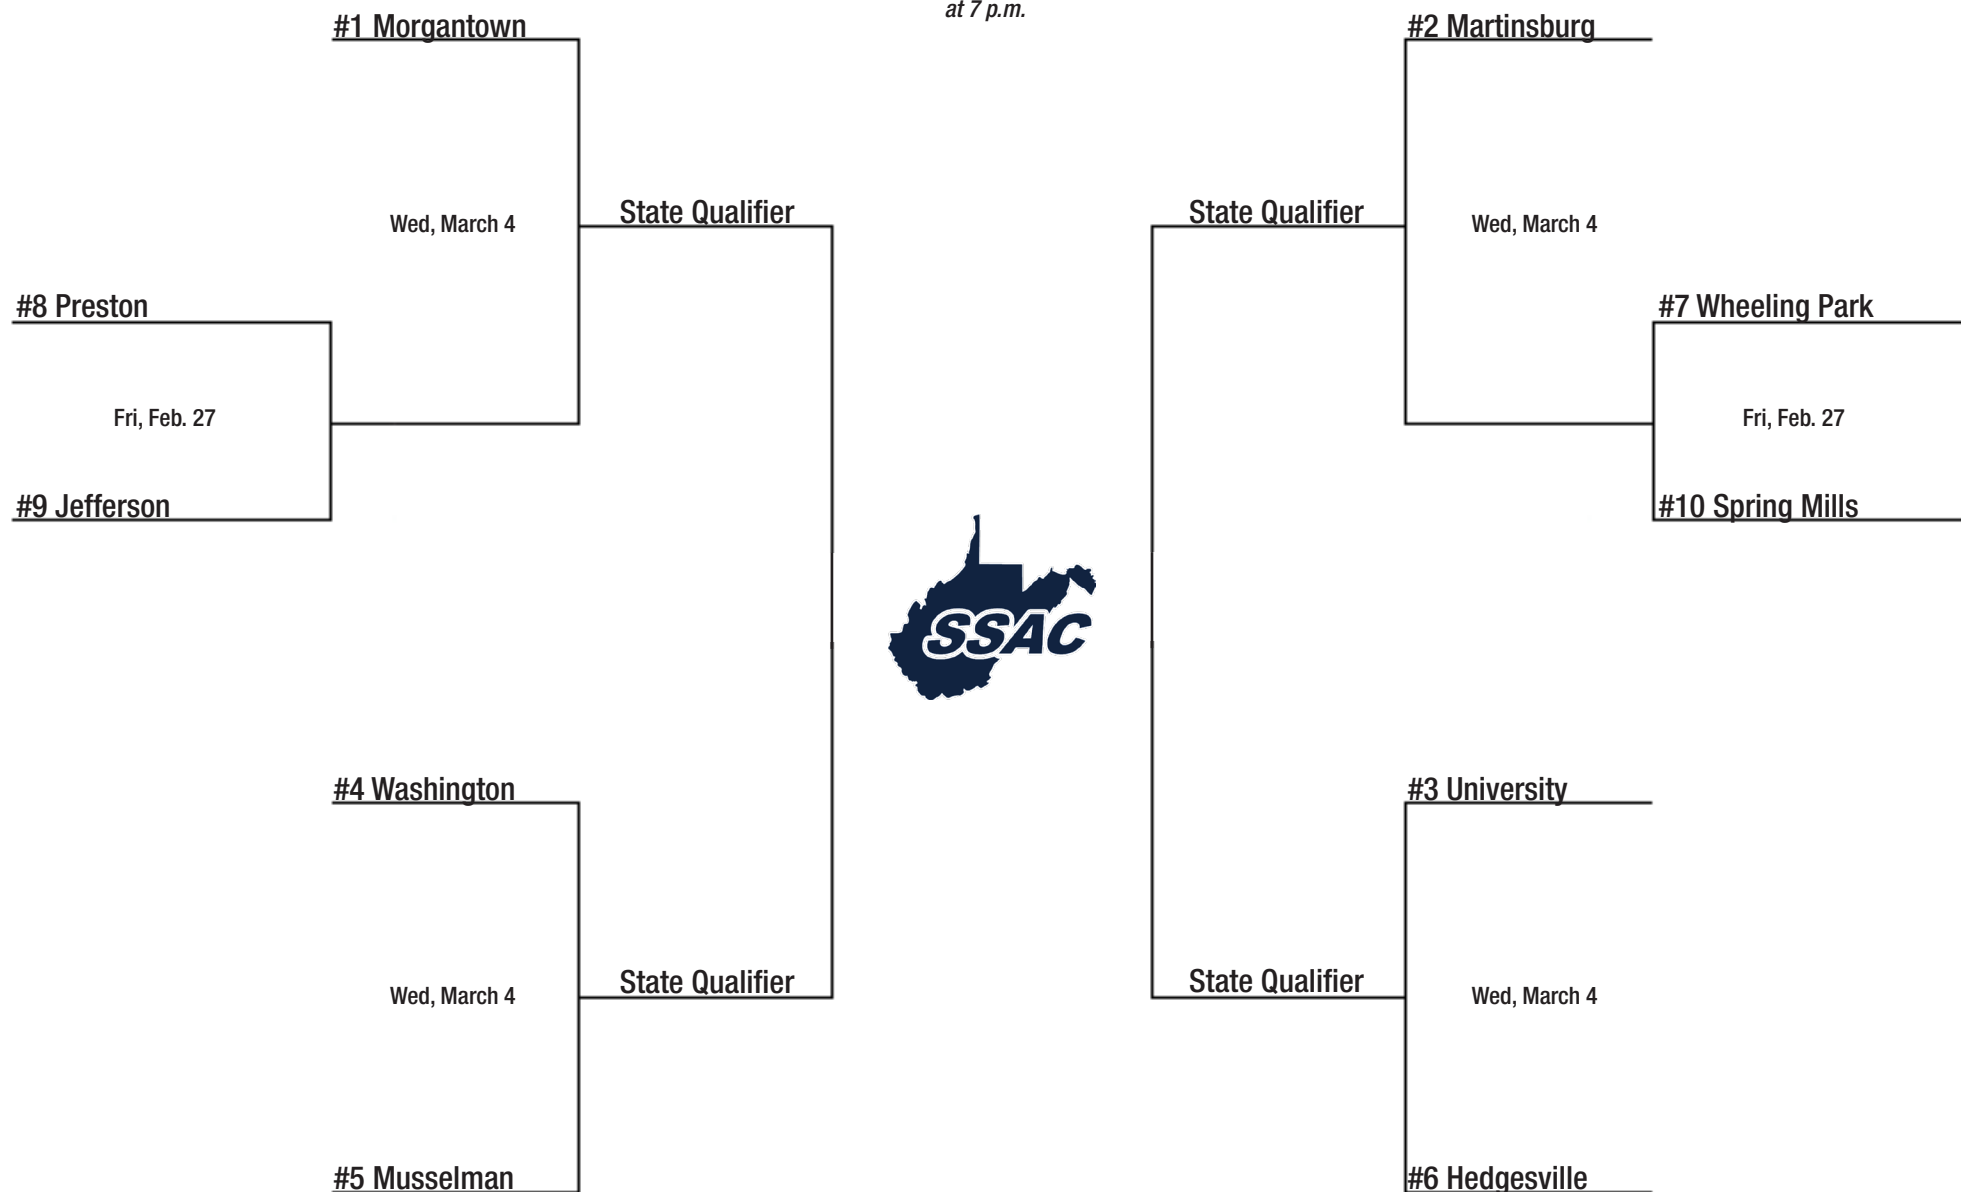 at 7 p.m.
#1 Morgantown
#2 Martinsburg
Wed, March 4
State Qualifier
State Qualifier
Wed, March 4
#8 Preston
#7 Wheeling Park
Fri, Feb. 27
Fri, Feb. 27
#9 Jefferson
#10 Spring Mills
SSAC
#4 Washington
#3 University
Wed, March 4
State Qualifier
State Qualifier
Wed, March 4
#5 Musselman
#6 Hedgesville